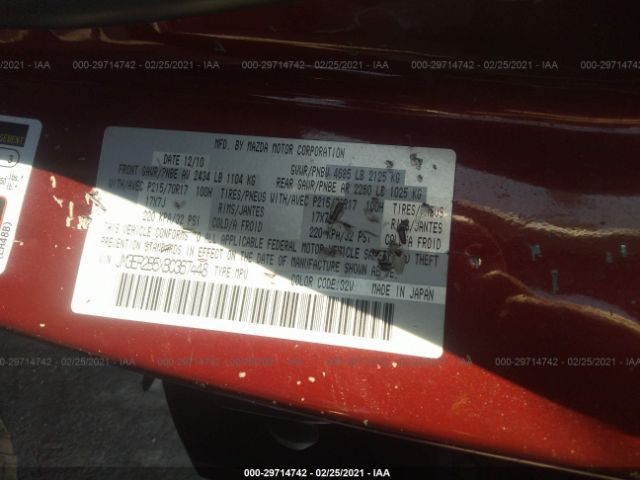 000-29714742 / 02/25/2021 - IAA
MFD. BY MAZDA MOTOR CORPORATION
DATE 12/10
GVWR/PNBV 4685 LB 2125 KG
FRONT GAWR/PNBE AV 2434 LB 1104 KG
REAR GAWR/PNBE AR 2260 LB 1025 KG
WITH/AVEC P215/70R17 100H TIRES/PNEUS
WITH/AVEC P215/70R17 100H TIRES/PNEUS
17X7J RIMS/JANTES
17X7J RIMS/JANTES
220 KPA/32 PSI COLD/A FROID
220 KPA/32 PSI COLD/A FROID
THIS VEHICLE CONFORMS TO ALL APPLICABLE FEDERAL MOTOR VEHICLE THEFT
PREVENTION STANDARDS IN EFFECT ON THE DATE OF MANUFACTURE SHOWN ABOVE.
TYPE: MPV
COLOR CODE: 32V
MADE IN JAPAN
000-29714742 / 02/25/2021 - IAA